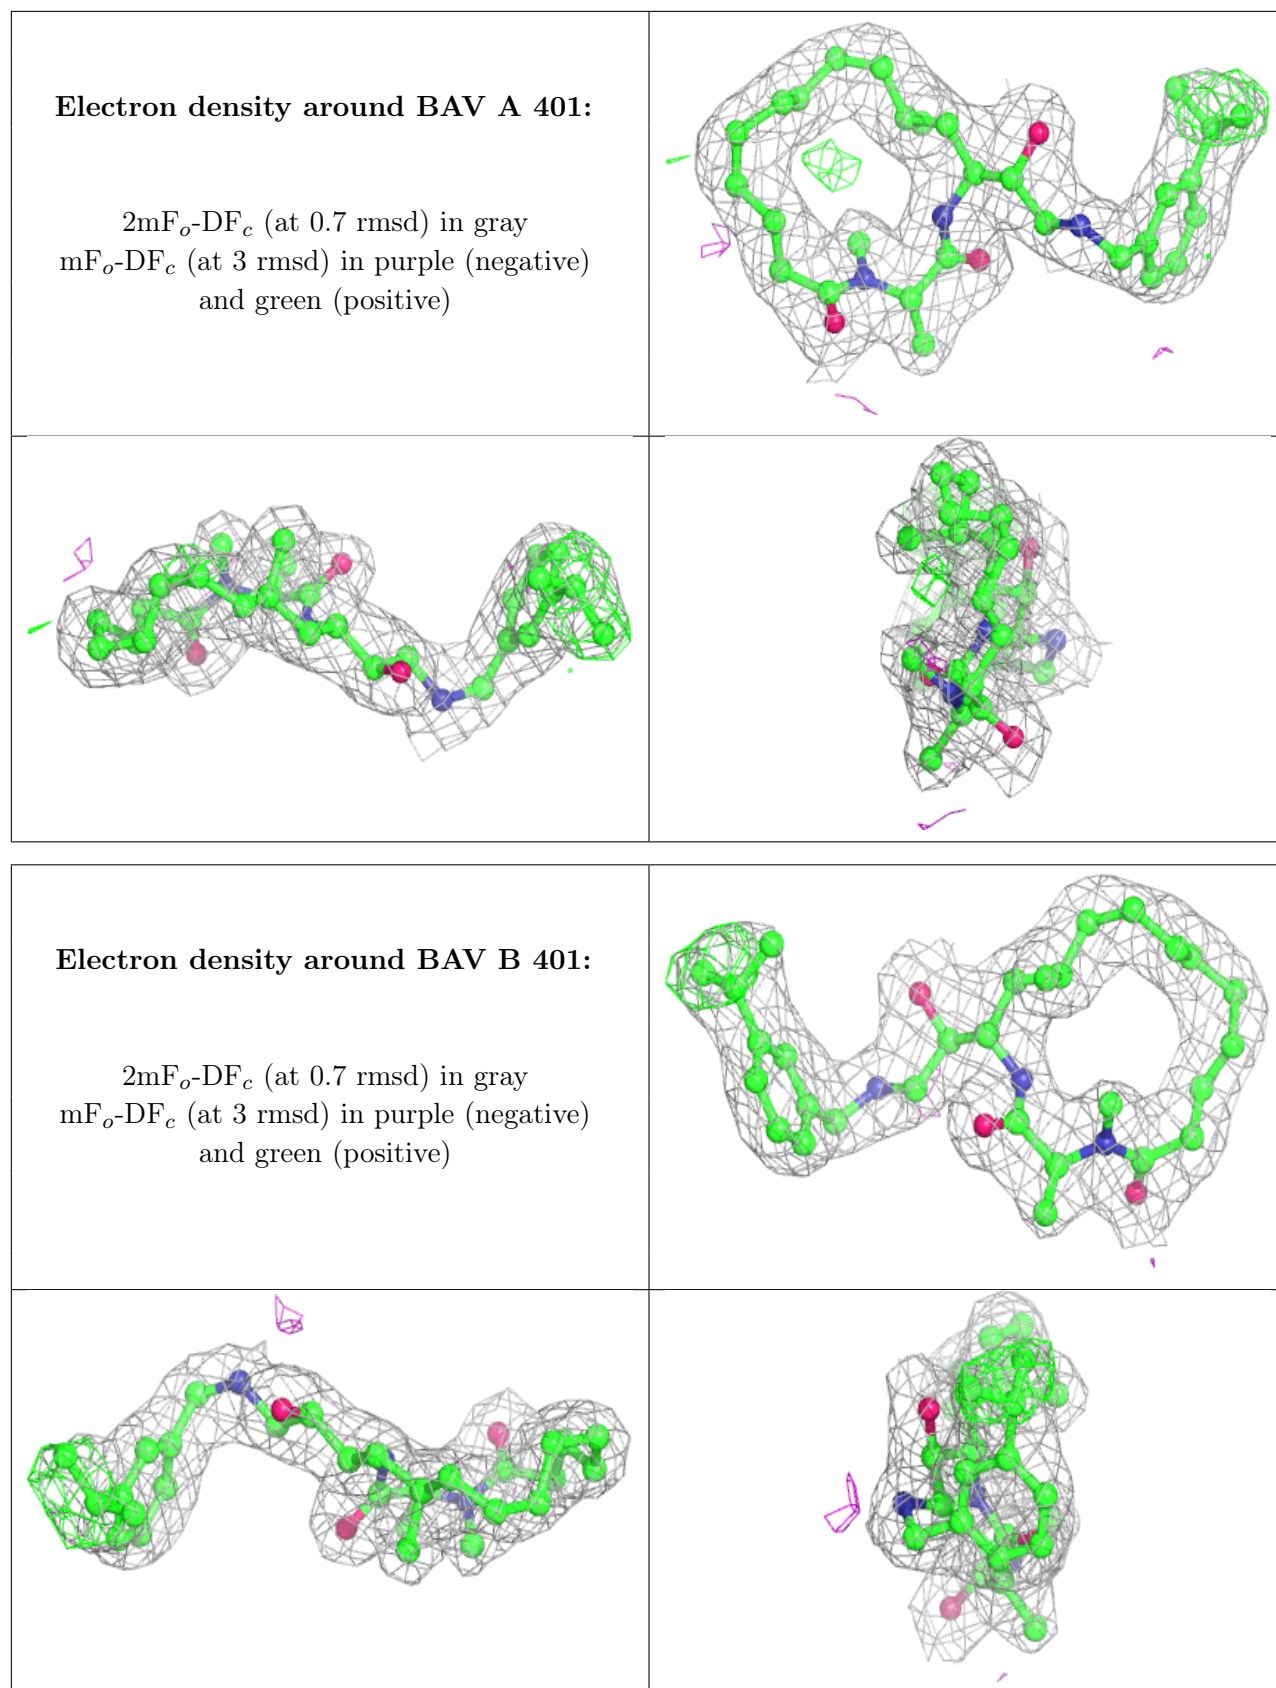 Electron density around BAV A 401:
2mFo-DFc (at 0.7 rmsd) in gray
mFo-DFc (at 3 rmsd) in purple (negative)
and green (positive)
Electron density around BAV B 401:
2mFo-DFc (at 0.7 rmsd) in gray
mFo-DFc (at 3 rmsd) in purple (negative)
and green (positive)